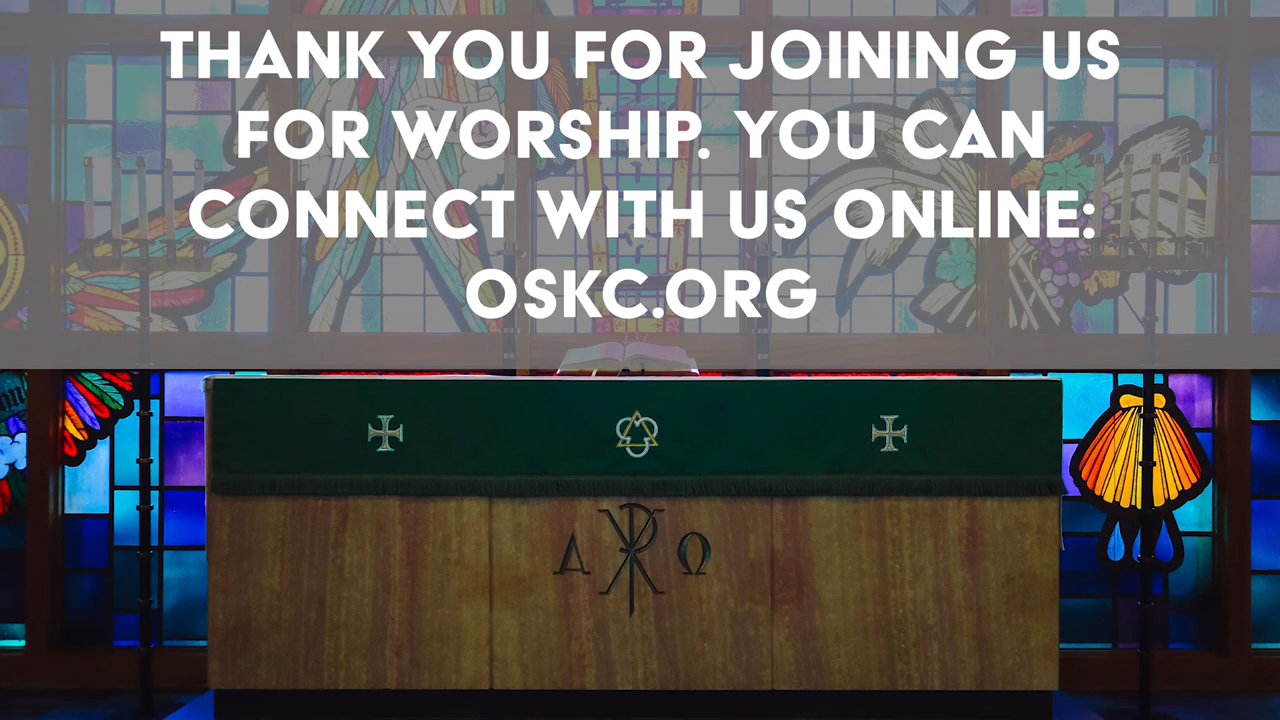 THANK YOU FOR JOINING US
FOR WORSHIP. YOU CAN
CONNECT WITH US ONLINE:
OSKC.ORG
Α ☧ Ω